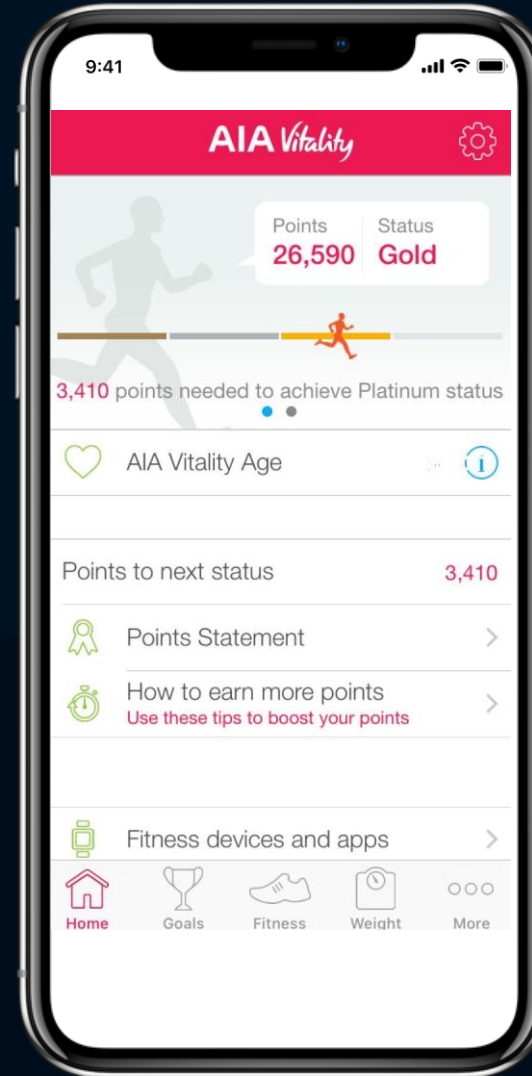 9:41
AIA Vitality
Points Status
26,590 Gold
3,410 points needed to achieve Platinum status
AIA Vitality Age
i
Points to next status 3,410
Points Statement
How to earn more points
Use these tips to boost your points
Fitness devices and apps
Home Goals Fitness Weight More